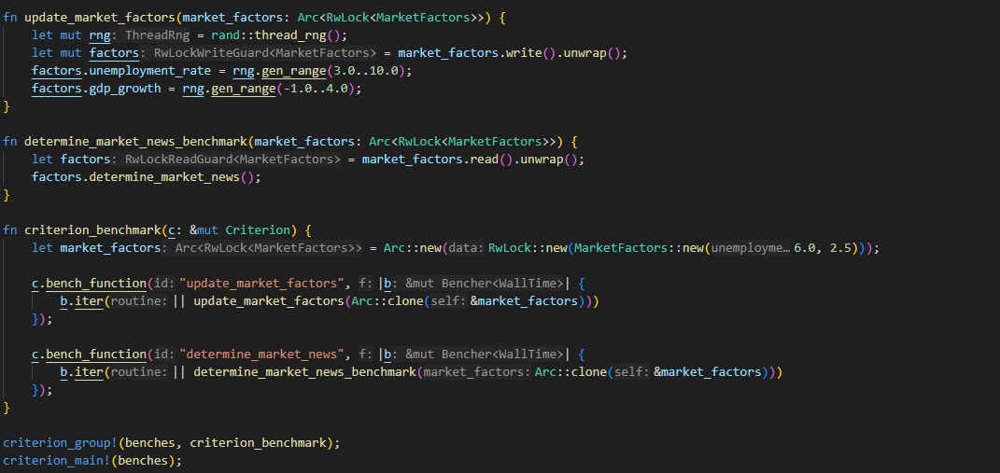 fn update_market_factors(market_factors: Arc<RwLock<MarketFactors>>) {
    let mut rng: ThreadRng = rand::thread_rng();
    let mut factors: RwLockWriteGuard<MarketFactors> = market_factors.write().unwrap();
    factors.unemployment_rate = rng.gen_range(3.0..10.0);
    factors.gdp_growth = rng.gen_range(-1.0..4.0);
}
fn determine_market_news_benchmark(market_factors: Arc<RwLock<MarketFactors>>) {
    let factors: RwLockReadGuard<MarketFactors> = market_factors.read().unwrap();
    factors.determine_market_news();
}
fn criterion_benchmark(c: &mut Criterion) {
    let market_factors: Arc<RwLock<MarketFactors>> = Arc::new(data: RwLock::new(MarketFactors::new(unemployme… 6.0, 2.5)));
    c.bench_function(id: "update_market_factors", f: |b: &mut Bencher<WallTime>| {
        b.iter(routine: || update_market_factors(Arc::clone(self: &market_factors)))
    });
    c.bench_function(id: "determine_market_news", f: |b: &mut Bencher<WallTime>| {
        b.iter(routine: || determine_market_news_benchmark(market_factors: Arc::clone(self: &market_factors)))
    });
}
criterion_group!(benches, criterion_benchmark);
criterion_main!(benches);